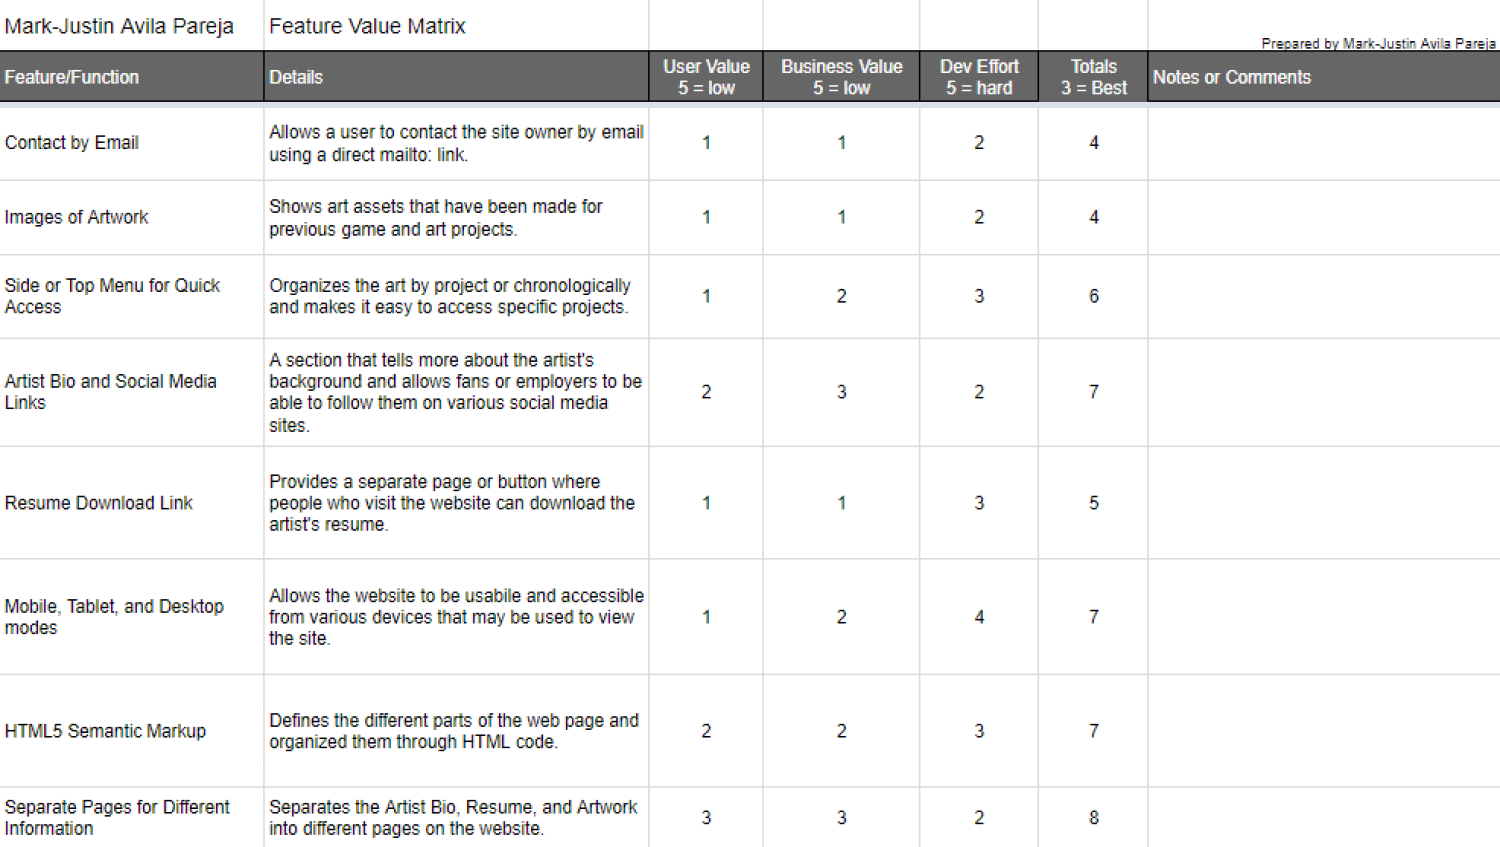 Mark-Justin Avila Pareja Feature Value Matrix
Prepared by Mark-Justin Avila Pareja
Feature/Function Details User Value Business Value Dev Effort Totals Notes or Comments
5 = low 5 = low 5 = hard 3 = Best
Contact by Email
Allows a user to contact the site owner by email
using a direct mailto: link.
1 1 2 4
Images of Artwork
Shows art assets that have been made for
previous game and art projects.
1 1 2 4
Side or Top Menu for Quick
Access
Organizes the art by project or chronologically
and makes it easy to access specific projects.
1 2 3 6
Artist Bio and Social Media
Links
A section that tells more about the artist's
background and allows fans or employers to be
able to follow them on various social media
sites.
2 3 2 7
Resume Download Link
Provides a separate page or button where
people who visit the website can download the
artist's resume.
1 1 3 5
Mobile, Tablet, and Desktop
modes
Allows the website to be usabile and accessible
from various devices that may be used to view
the site.
1 2 4 7
HTML5 Semantic Markup
Defines the different parts of the web page and
organized them through HTML code.
2 2 3 7
Separate Pages for Different
Information
Separates the Artist Bio, Resume, and Artwork
into different pages on the website.
3 3 2 8